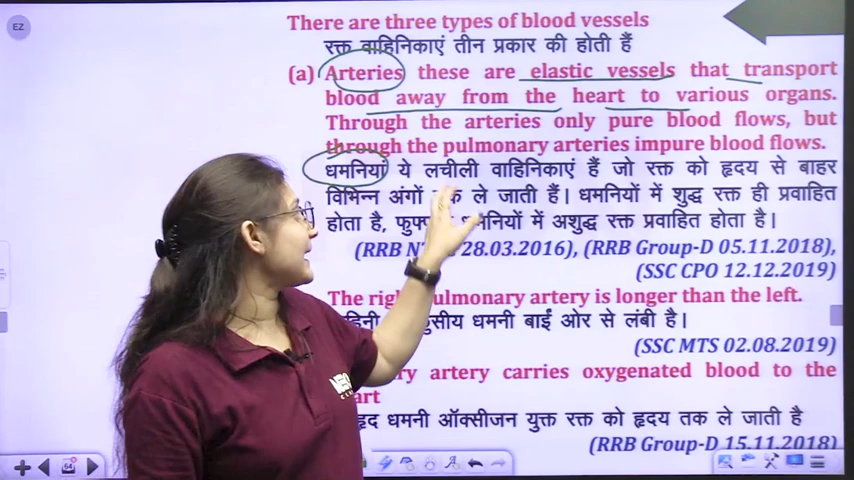 EZ
There are three types of blood vessels
रक्त वाहिनिकाएं तीन प्रकार की होती हैं
(a) Arteries these are elastic vessels that transport
blood away from the heart to various organs.
Through the arteries only pure blood flows, but
through the pulmonary arteries impure blood flows.
धमनियां ये लचीली वाहिनिकाएं हैं जो रक्त को हृदय से बाहर
विभिन्न अंगों तक ले जाती हैं। धमनियों में शुद्ध रक्त ही प्रवाहित
होता है, धमनियों में अशुद्ध रक्त प्रवाहित होता है।
(RRB 28.03.2016), (RRB Group-D 05.11.2018),
(SSC CPO 12.12.2019)
The right pulmonary artery is longer than the left.
धमनी बाईं ओर से लंबी है।
(SSC MTS 02.08.2019)
artery carries oxygenated blood to the
धमनी ऑक्सीजन युक्त रक्त को हृदय तक ले जाती है
(RRB Group-D 15.11.2018)
64